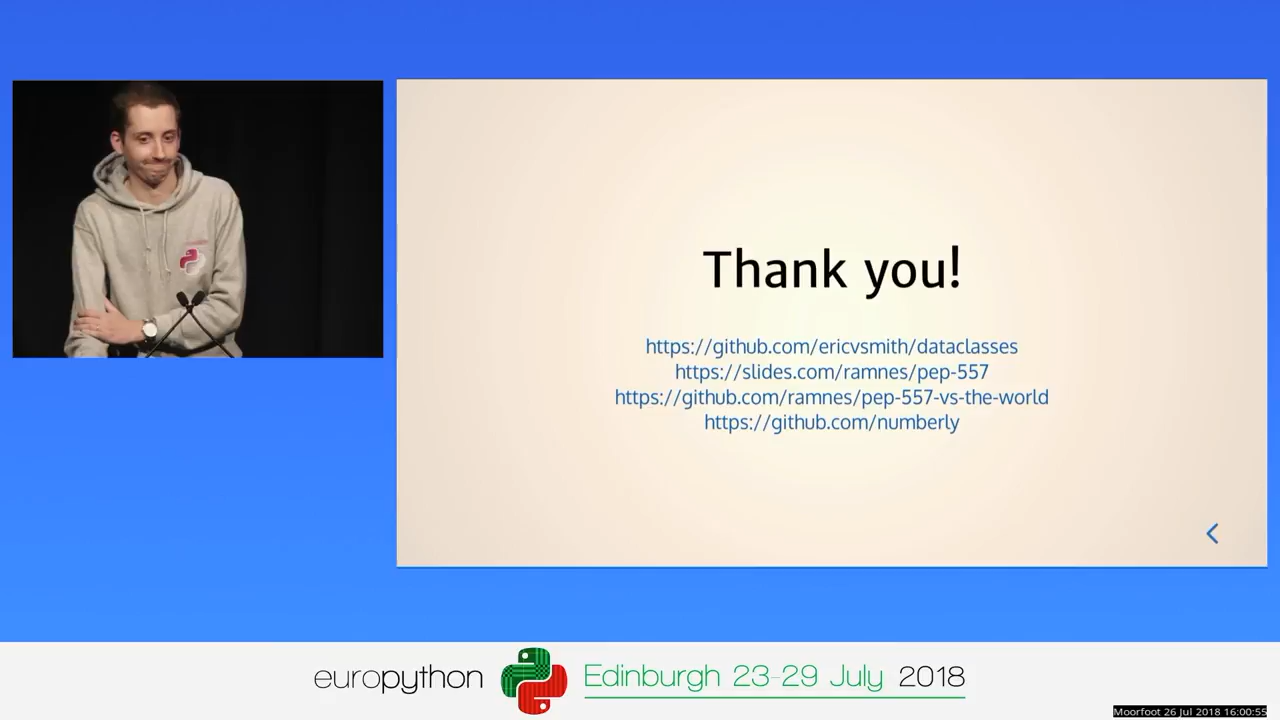 Thank you!
https://github.com/ericvsmith/dataclasses
https://slides.com/ramnes/pep-557
https://github.com/ramnes/pep-557-vs-the-world
https://github.com/numberly
europython
Edinburgh 23-29 July 2018
Moorfoot 26 Jul 2018 16:00:55